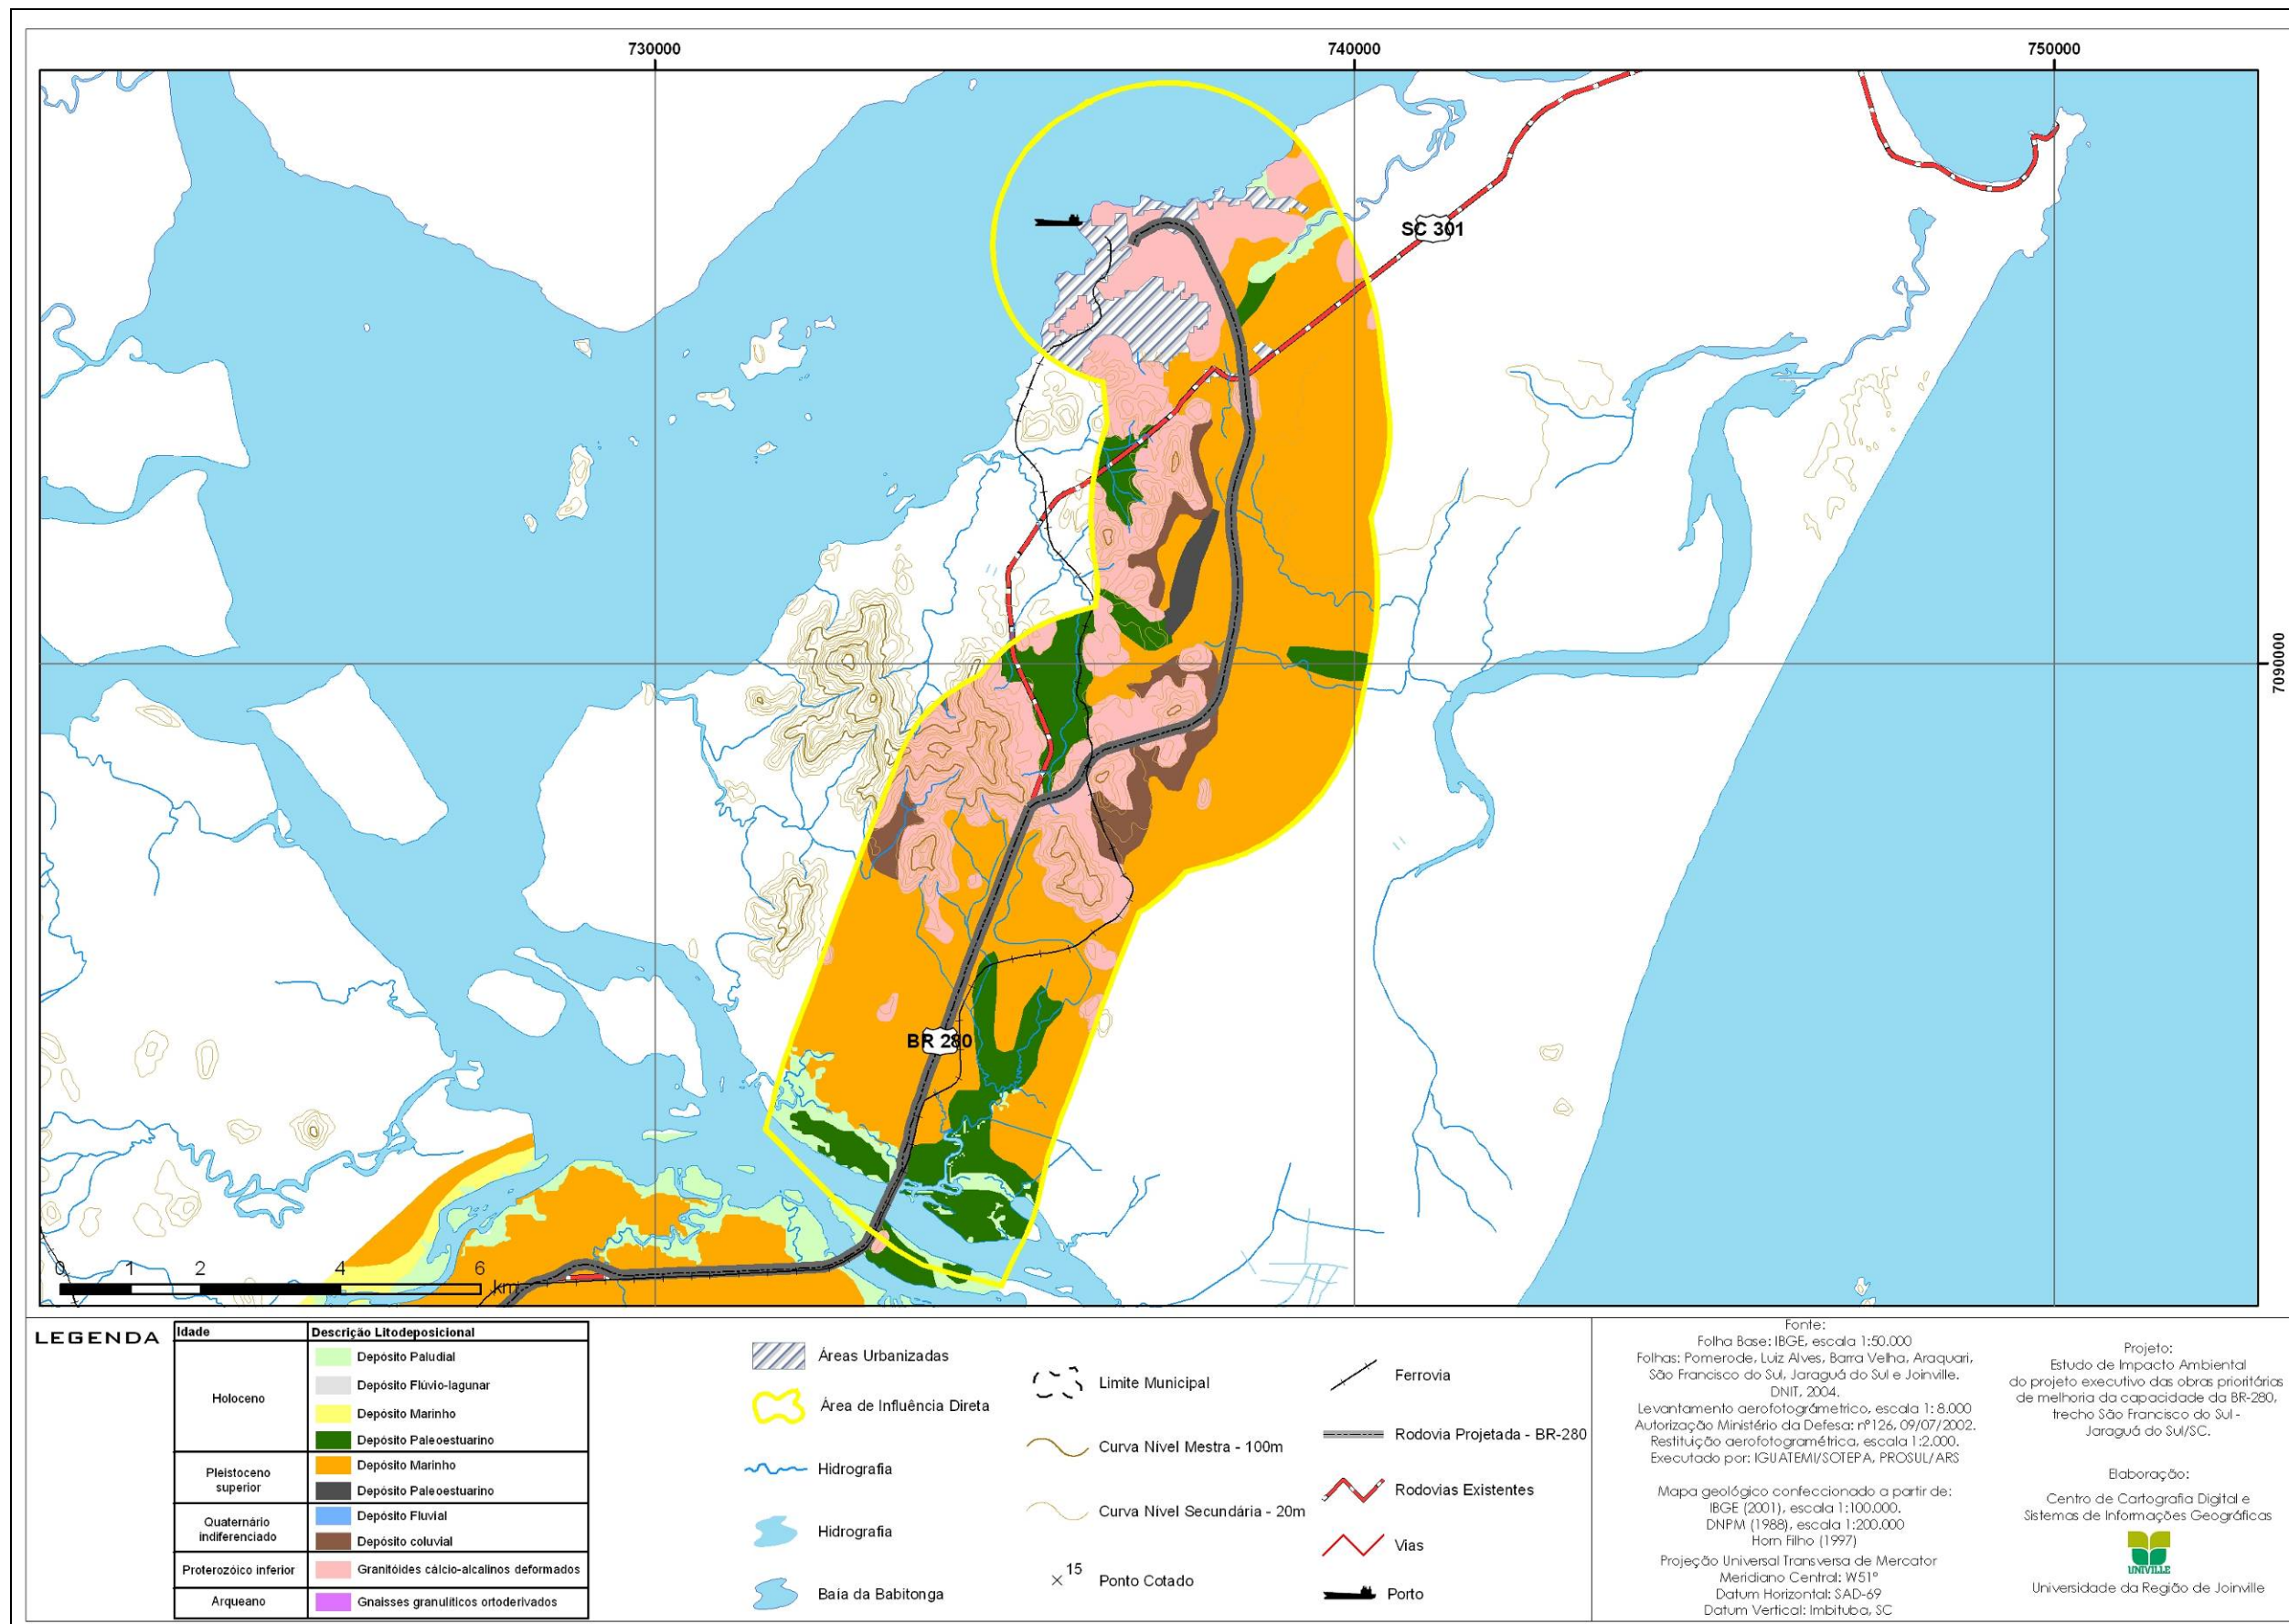 730000
740000
750000
SC 301
7090000
BR 280
0 1 2 4 6
km
LEGENDA
Idade
Descrição Litodeposicional
Holoceno
Depósito Paludial
Depósito Flúvio-lagunar
Depósito Marinho
Depósito Paleoestuarino
Pleistoceno
superior
Depósito Marinho
Depósito Paleoestuarino
Quaternário
indiferenciado
Depósito Fluvial
Depósito coluvial
Proterozóico inferior
Granitóides cálcio-alcalinos deformados
Arqueano
Gnaisses granulíticos ortoderivados
Áreas Urbanizadas
Área de Influência Direta
Hidrografia
Hidrografia
Baía da Babitonga
Limite Municipal
Curva Nível Mestra - 100m
Curva Nível Secundária - 20m
15
Ponto Cotado
Ferrovia
Rodovia Projetada - BR-280
Rodovias Existentes
Vias
Porto
Fonte:
Folha Base: IBGE, escala 1:50.000
Folhas: Pomerode, Luiz Alves, Barra Velha, Araquari,
São Francisco do Sul, Jaraguá do Sul e Joinville.
DNIT, 2004.
Levantamento aerofotogrâmetrico, escala 1: 8.000
Autorização Ministério da Defesa: nº126, 09/07/2002.
Restituição aerofotogramétrica, escala 1:2.000.
Executado por: IGUATEMI/SOTEPA, PROSUL/ARS
Mapa geológico confeccionado a partir de:
IBGE (2001), escala 1:100.000.
DNPM (1988), escala 1:200.000
Horn Filho (1997)
Projeção Universal Transversa de Mercator
Meridiano Central: W51º
Datum Horizontal: SAD-69
Datum Vertical: Imbituba, SC
Projeto:
Estudo de Impacto Ambiental
do projeto executivo das obras prioritárias
de melhoria da capacidade da BR-280,
trecho São Francisco do Sul -
Jaraguá do Sul/SC.
Elaboração:
Centro de Cartografia Digital e
Sistemas de Informações Geográficas
UNIVILLE
Universidade da Região de Joinville